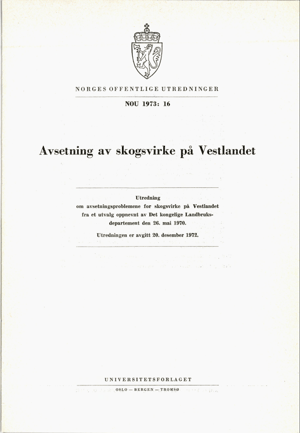 NORGES OFFENTLIGE UTREDNINGER
NOU 1973: 16
Avsetning av skogsvirke på Vestlandet
Utredning
om avsetningsproblemene for skogsvirke på Vestlandet
fra et utvalg oppnevnt av Det kongelige Landbruks-
departement den 26. mai 1970.
Utredningen er avgitt 20. desember 1972.
UNIVERSITETSFORLAGET
OSLO — BERGEN — TROMSØ